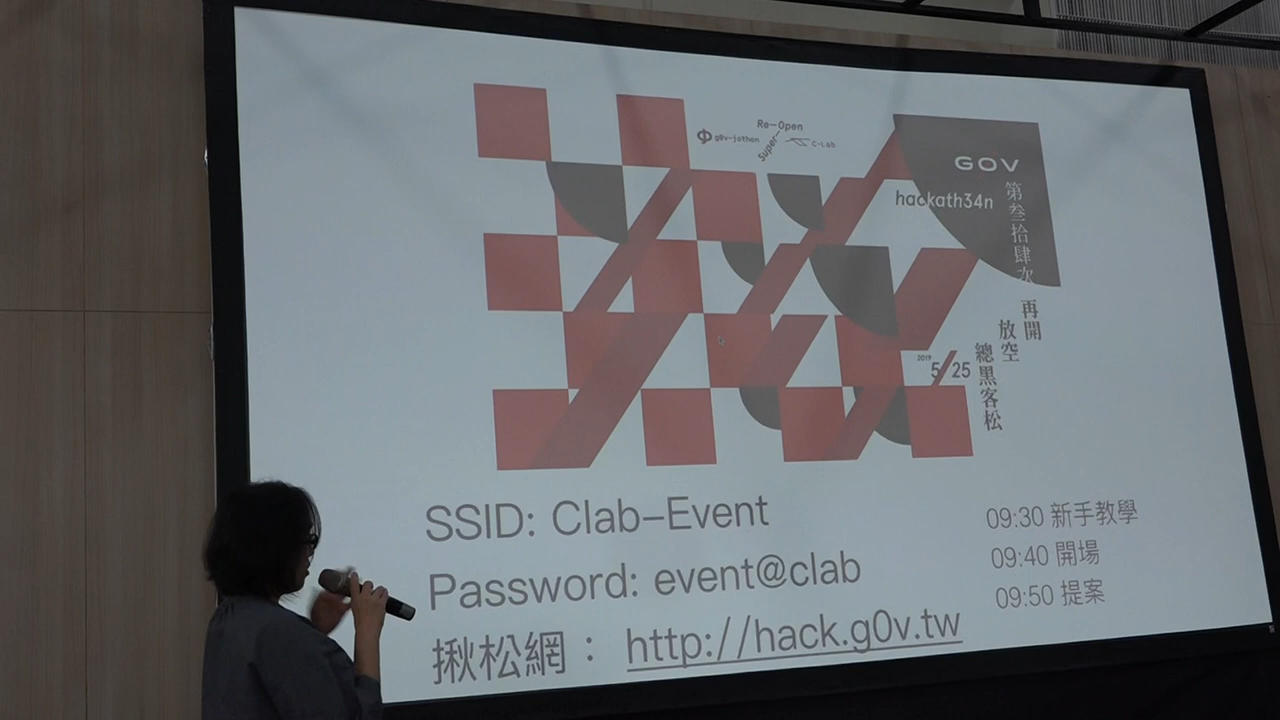 g0v-jothon
Re-Open
Super
C-Lab
GOV
hackath34n
第叁拾肆次
再開
放空
總黑客松
2019
5/25
SSID: Clab-Event
Password: event@clab
揪松網： http://hack.g0v.tw
09:30 新手教學
09:40 開場
09:50 提案